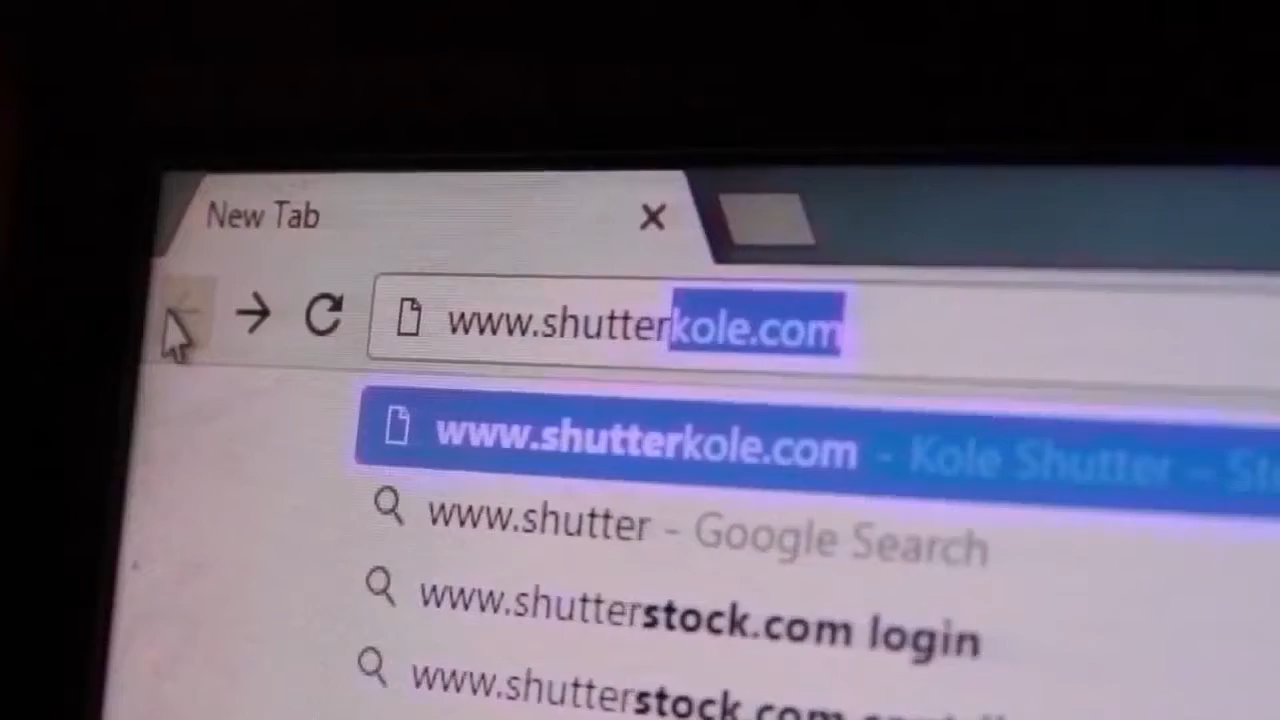 New Tab
www.shutterkole.com
www.shutterkole.com - Kole Shutter –
www.shutter - Google Search
www.shutterstock.com login
www.shutterstock.com